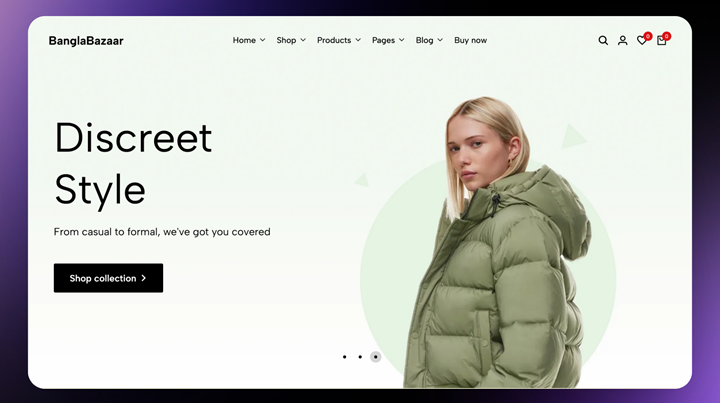 BanglaBazaar
Home Shop Products Pages Blog Buy now
0 0
Discreet
Style
From casual to formal, we've got you covered
Shop collection